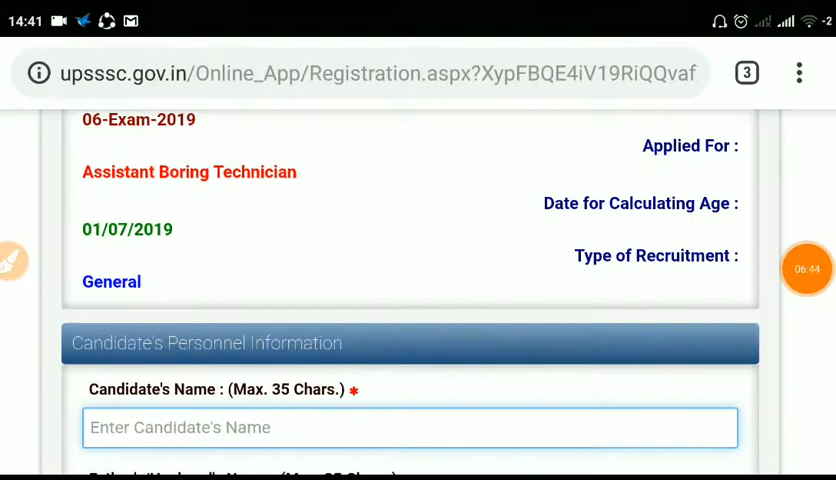 14:41
-2
upsssc.gov.in/Online_App/Registration.aspx?XypFBQE4iV19RiQQvaf
3
06-Exam-2019
Applied For :
Assistant Boring Technician
Date for Calculating Age :
01/07/2019
Type of Recruitment :
General
06:44
Candidate's Personnel Information
Candidate's Name : (Max. 35 Chars.) *
Enter Candidate's Name